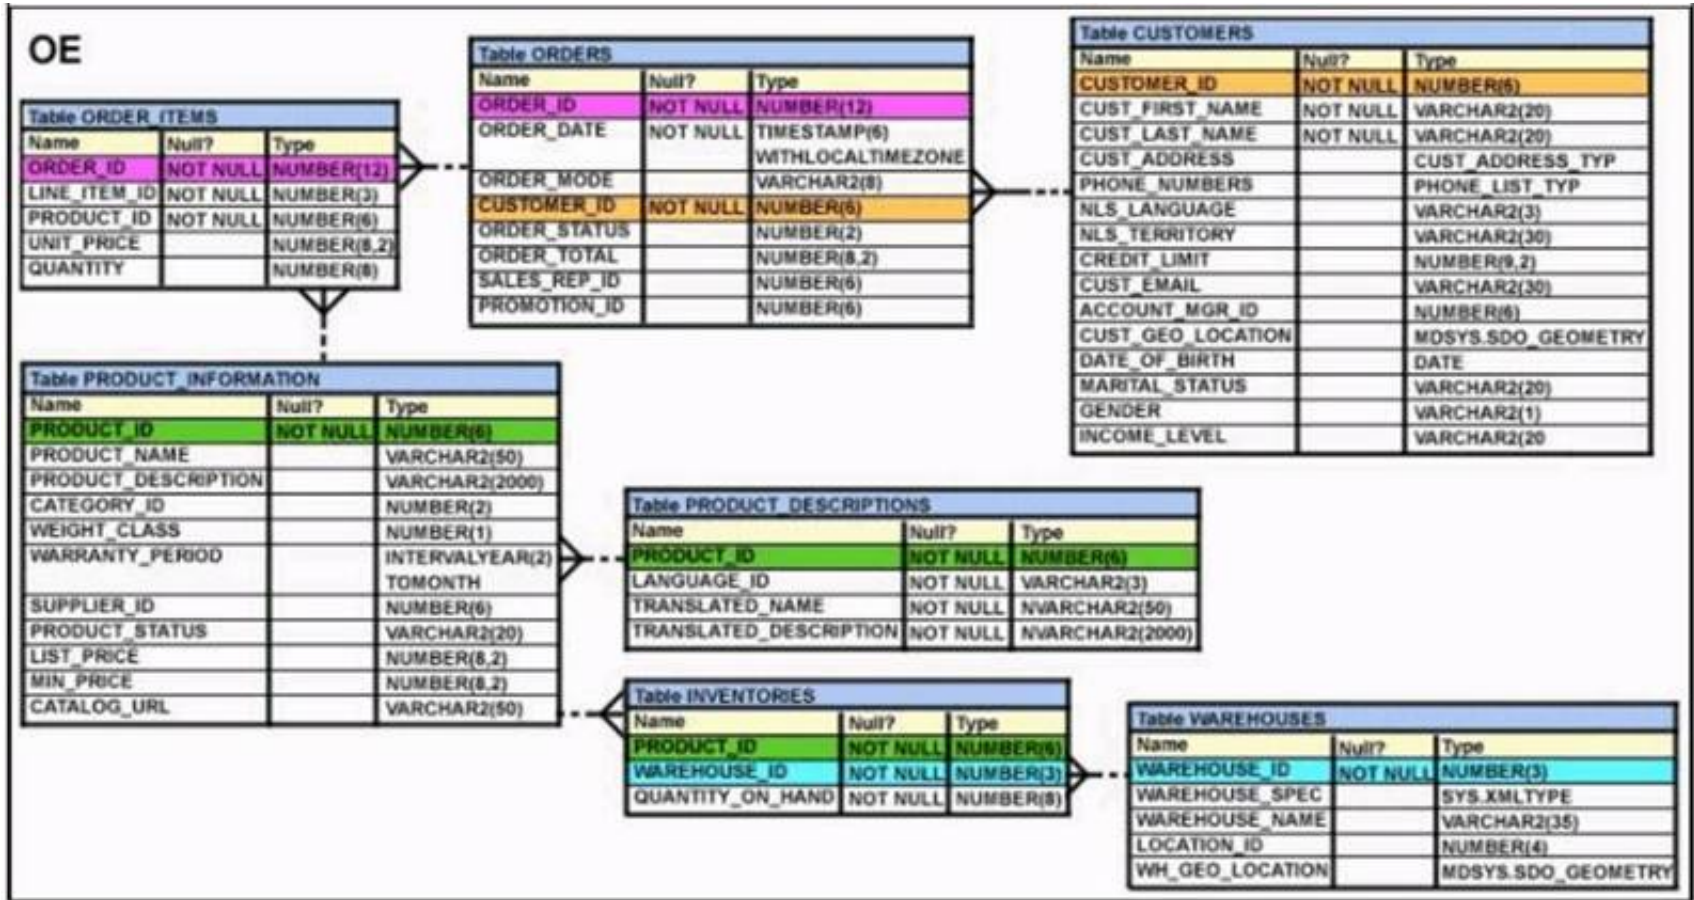 OE
Table ORDER_ITEMS
Name Null? Type
ORDER_ID NOT NULL NUMBER(12)
LINE_ITEM_ID NOT NULL NUMBER(3)
PRODUCT_ID NOT NULL NUMBER(6)
UNIT_PRICE NUMBER(8,2)
QUANTITY NUMBER(8)
Table ORDERS
Name Null? Type
ORDER_ID NOT NULL NUMBER(12)
ORDER_DATE NOT NULL TIMESTAMP(6)
WITHLOCALTIMEZONE
ORDER_MODE VARCHAR2(8)
CUSTOMER_ID NOT NULL NUMBER(6)
ORDER_STATUS NUMBER(2)
ORDER_TOTAL NUMBER(8,2)
SALES_REP_ID NUMBER(6)
PROMOTION_ID NUMBER(6)
Table CUSTOMERS
Name Null? Type
CUSTOMER_ID NOT NULL NUMBER(6)
CUST_FIRST_NAME NOT NULL VARCHAR2(20)
CUST_LAST_NAME NOT NULL VARCHAR2(20)
CUST_ADDRESS CUST_ADDRESS_TYP
PHONE_NUMBERS PHONE_LIST_TYP
NLS_LANGUAGE VARCHAR2(3)
NLS_TERRITORY VARCHAR2(30)
CREDIT_LIMIT NUMBER(9,2)
CUST_EMAIL VARCHAR2(30)
ACCOUNT_MGR_ID NUMBER(6)
CUST_GEO_LOCATION MDSYS.SDO_GEOMETRY
DATE_OF_BIRTH DATE
MARITAL_STATUS VARCHAR2(20)
GENDER VARCHAR2(1)
INCOME_LEVEL VARCHAR2(20
Table PRODUCT_INFORMATION
Name Null? Type
PRODUCT_ID NOT NULL NUMBER(6)
PRODUCT_NAME VARCHAR2(50)
PRODUCT_DESCRIPTION VARCHAR2(2000)
CATEGORY_ID NUMBER(2)
WEIGHT_CLASS NUMBER(1)
WARRANTY_PERIOD INTERVALYEAR(2)
TOMONTH
SUPPLIER_ID NUMBER(6)
PRODUCT_STATUS VARCHAR2(20)
LIST_PRICE NUMBER(8,2)
MIN_PRICE NUMBER(8,2)
CATALOG_URL VARCHAR2(50)
Table PRODUCT_DESCRIPTIONS
Name Null? Type
PRODUCT_ID NOT NULL NUMBER(6)
LANGUAGE_ID NOT NULL VARCHAR2(3)
TRANSLATED_NAME NOT NULL NVARCHAR2(50)
TRANSLATED_DESCRIPTION NOT NULL NVARCHAR2(2000)
Table INVENTORIES
Name Null? Type
PRODUCT_ID NOT NULL NUMBER(6)
WAREHOUSE_ID NOT NULL NUMBER(3)
QUANTITY_ON_HAND NOT NULL NUMBER(8)
Table WAREHOUSES
Name Null? Type
WAREHOUSE_ID NOT NULL NUMBER(3)
WAREHOUSE_SPEC SYS.XMLTYPE
WAREHOUSE_NAME VARCHAR2(35)
LOCATION_ID NUMBER(4)
WH_GEO_LOCATION MDSYS.SDO_GEOMETRY